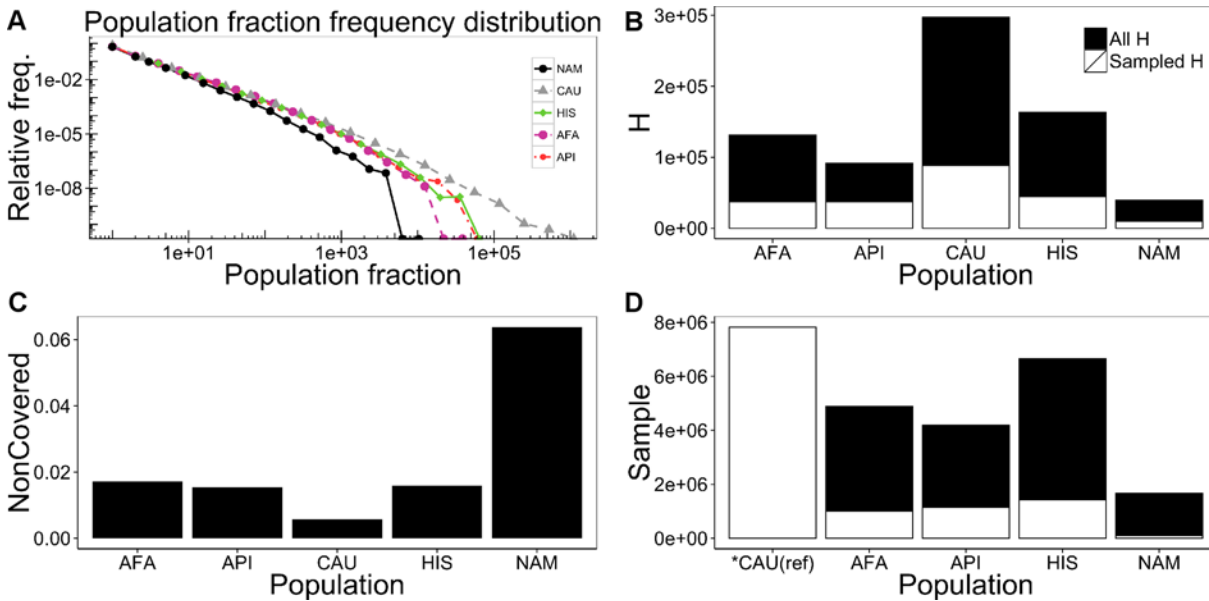 A
Population fraction frequency distribution
Relative freq.
1e-02
1e-05
1e-08
NAM
CAU
HIS
AFA
API
1e+01
1e+03
1e+05
Population fraction
B
H
3e+05
2e+05
1e+05
0e+00
All H
Sampled H
AFA
API
CAU
HIS
NAM
Population
C
NonCovered
0.06
0.04
0.02
0.00
AFA
API
CAU
HIS
NAM
Population
D
Sample
8e+06
6e+06
4e+06
2e+06
0e+00
*CAU(ref)
AFA
API
HIS
NAM
Population